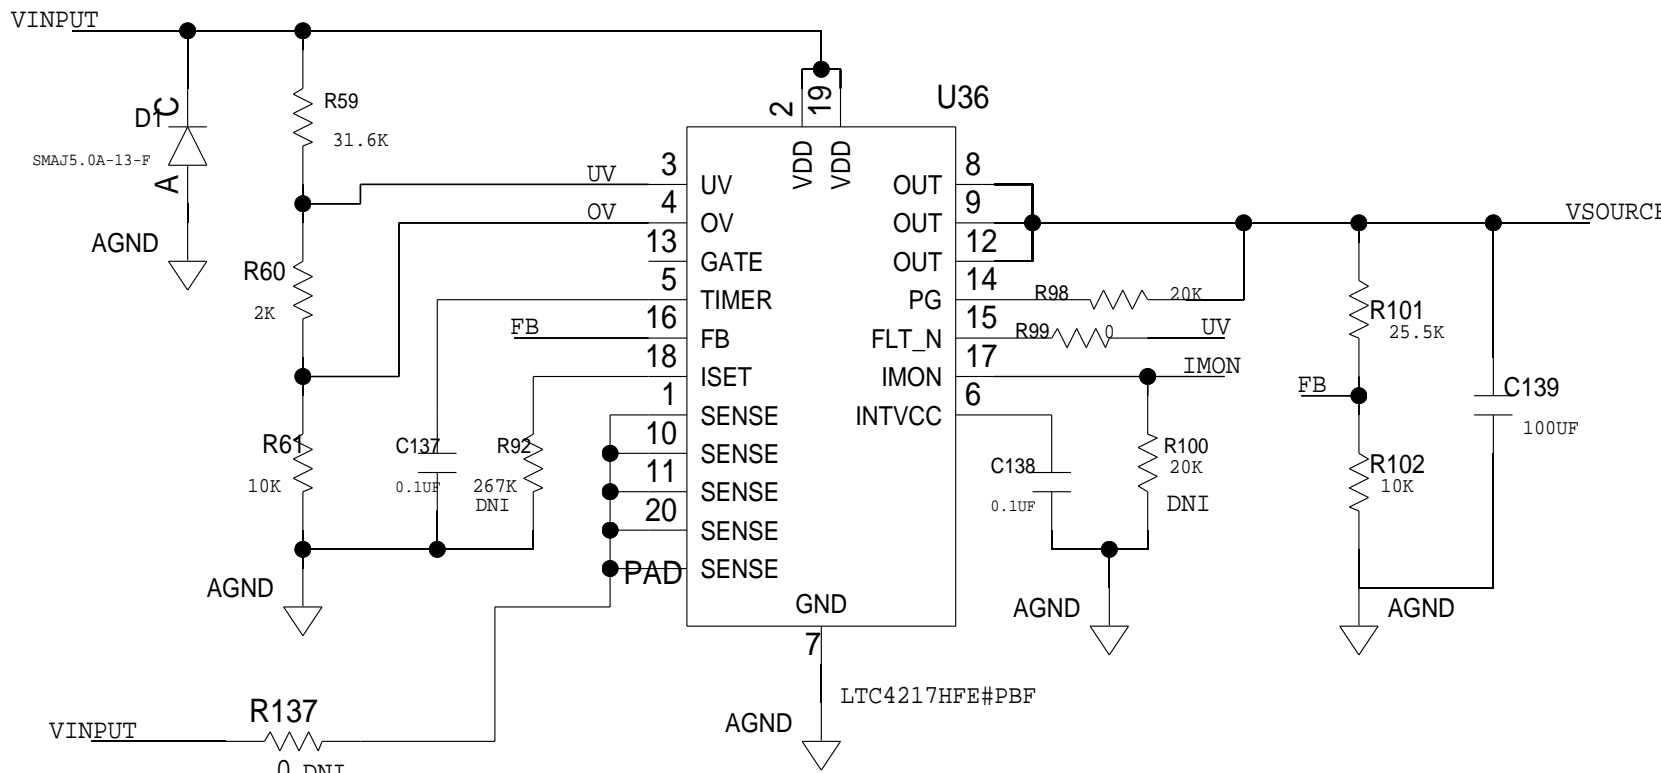 VINPUT
D1
C
SMAJ5.0A-13-F
A
AGND
R59
31.6K
R60
2K
R61
10K
AGND
UV
OV
FB
C137
0.1UF
R92
267K
DNI
U36
2
19
VDD
VDD
3
UV
4
OV
13
GATE
5
TIMER
16
FB
18
ISET
1
SENSE
10
SENSE
11
SENSE
20
SENSE
PAD
SENSE
GND
7
AGND
LTC4217HFE#PBF
OUT
8
OUT
9
OUT
12
PG
14
FLT_N
15
IMON
17
INTVCC
6
R98
20K
R99
0
UV
IMON
C138
0.1UF
R100
20K
DNI
AGND
VSOURCE
R101
25.5K
FB
R102
10K
C139
100UF
AGND
VINPUT
R137
0 DNI